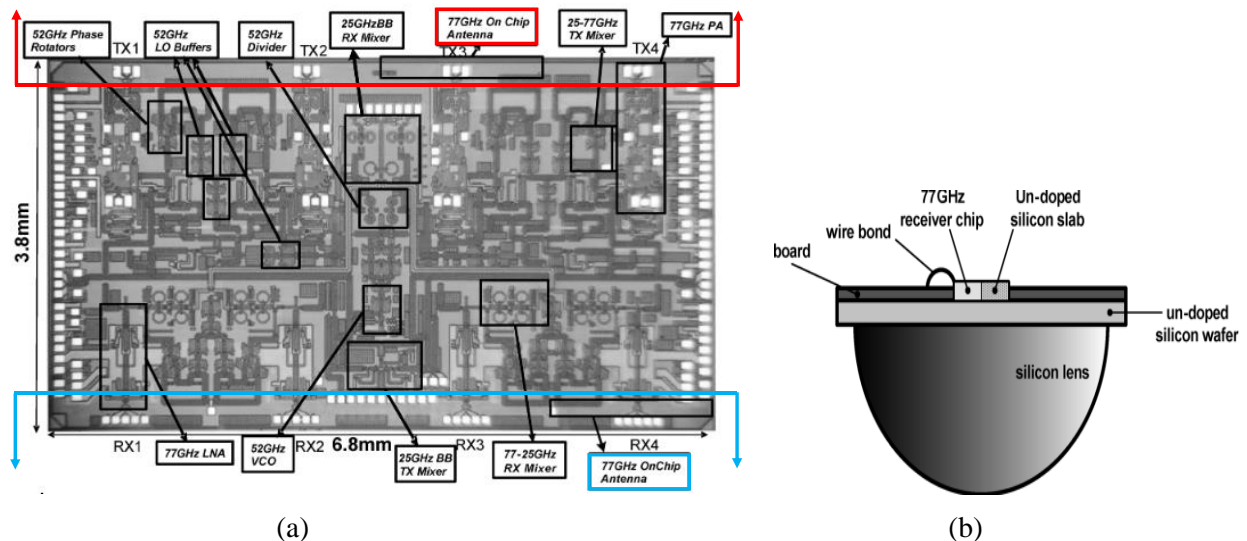 52GHz Phase
Rotators
TX1
52GHz
LO Buffers
TX2
52GHz
Divider
25GHzBB
RX Mixer
77GHz On Chip
Antenna
TX3
25-77GHz
TX Mixer
TX4
77GHz PA
3.8mm
RX1
77GHz LNA
52GHz
VCO
RX2
6.8mm
25GHz BB
TX Mixer
RX3
77-25GHz
RX Mixer
RX4
77GHz OnChip
Antenna
(a)
board
wire bond
77GHz
receiver chip
Un-doped
silicon slab
un-doped
silicon wafer
silicon lens
(b)